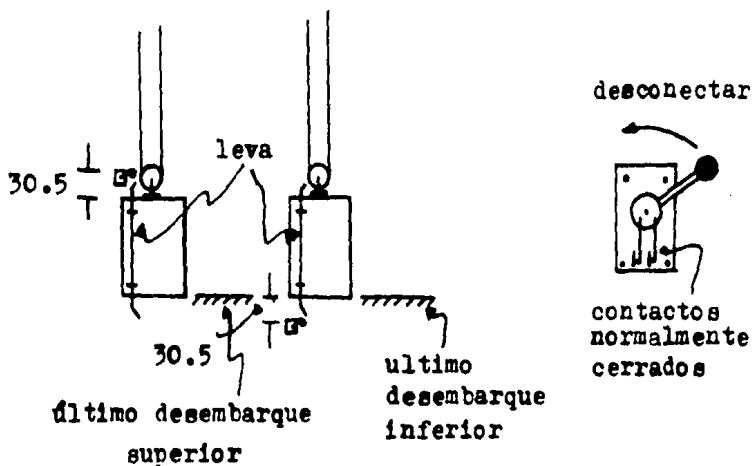 desconectar
leva
30.5
30.5
contactos
normalmente
cerrados
último desembarque
superior
ultimo
desembarque
inferior